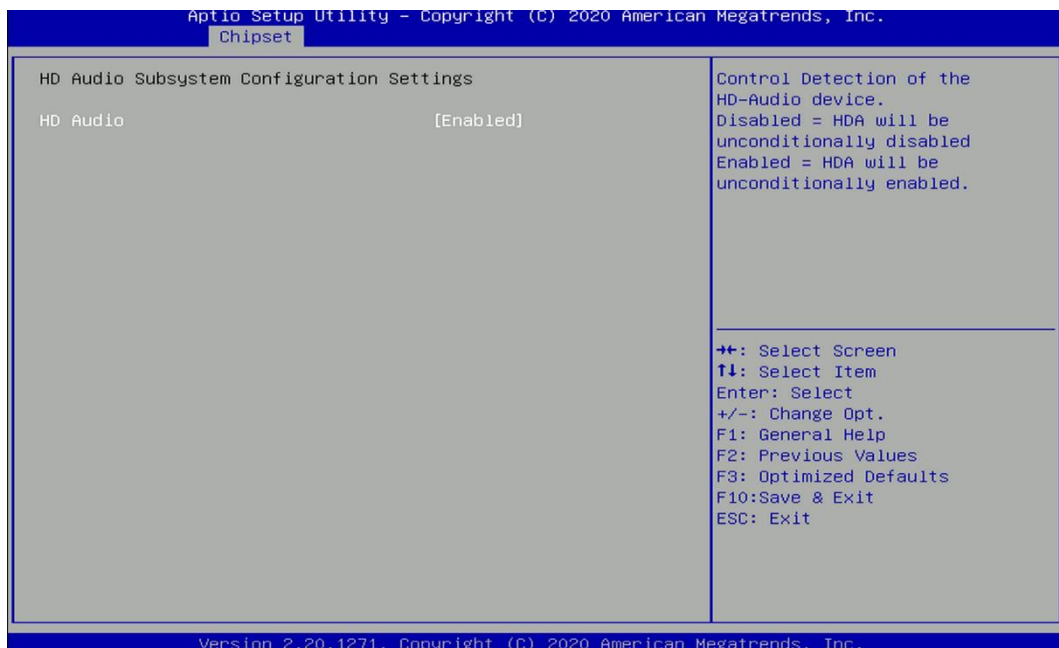 Aptio Setup Utility – Copyright (C) 2020 American Megatrends, Inc.
Chipset
HD Audio Subsystem Configuration Settings
HD Audio [Enabled]
Control Detection of the
HD-Audio device.
Disabled = HDA will be
unconditionally disabled
Enabled = HDA will be
unconditionally enabled.
→←: Select Screen
↑↓: Select Item
Enter: Select
+/-: Change Opt.
F1: General Help
F2: Previous Values
F3: Optimized Defaults
F10:Save & Exit
ESC: Exit
Version 2.20.1271. Copyright (C) 2020 American Megatrends, Inc.